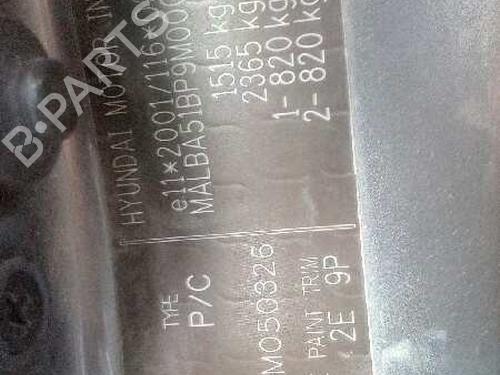 HYUNDAI MOTOR IN
e11*2001/116*
MALBA51BP9M00
1515 kg
2365 kg
1- 820 kg
2- 820 kg
TYPE
P/C
M050326
PAINT TRIM
2E 9P
B-PARTS